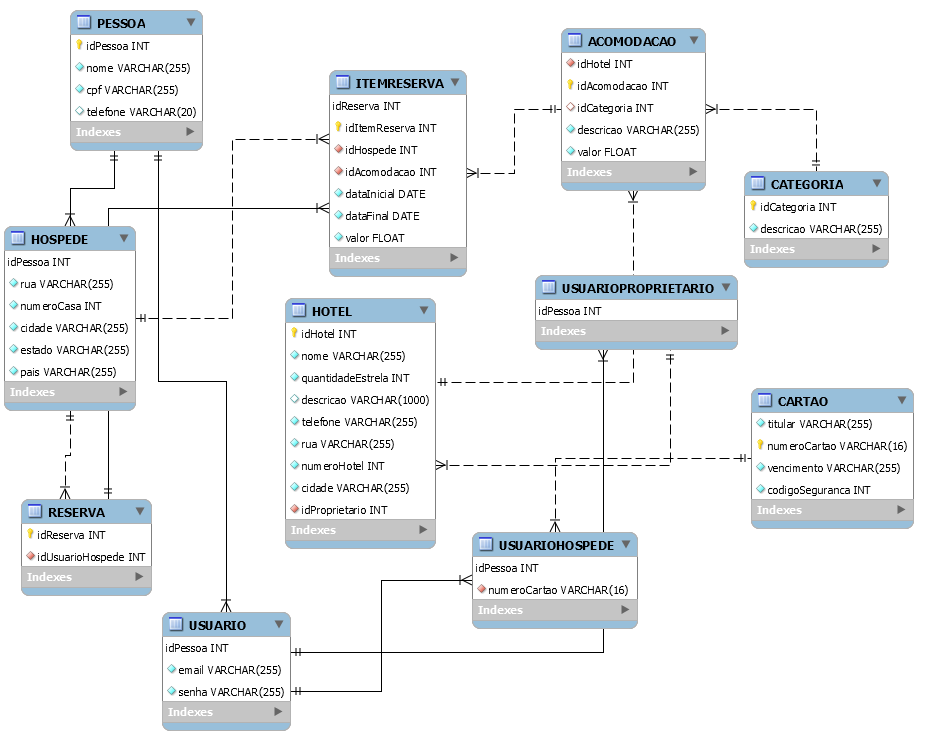 PESSOA
idPessoa INT
nome VARCHAR(255)
cpf VARCHAR(255)
telefone VARCHAR(20)
Indexes
ITEMRESERVA
idReserva INT
idItemReserva INT
idHospede INT
idAcomodacao INT
dataInicial DATE
dataFinal DATE
valor FLOAT
Indexes
ACOMODACAO
idHotel INT
idAcomodacao INT
idCategoria INT
descricao VARCHAR(255)
valor FLOAT
Indexes
CATEGORIA
idCategoria INT
descricao VARCHAR(255)
Indexes
HOSPEDE
idPessoa INT
rua VARCHAR(255)
numeroCasa INT
cidade VARCHAR(255)
estado VARCHAR(255)
pais VARCHAR(255)
Indexes
HOTEL
idHotel INT
nome VARCHAR(255)
quantidadeEstrela INT
descricao VARCHAR(1000)
telefone VARCHAR(255)
rua VARCHAR(255)
numeroHotel INT
cidade VARCHAR(255)
idProprietario INT
Indexes
USUARIOPROPRIETARIO
idPessoa INT
Indexes
CARTAO
titular VARCHAR(255)
numeroCartao VARCHAR(16)
vencimento VARCHAR(255)
codigoSeguranca INT
Indexes
RESERVA
idReserva INT
idUsuarioHospede INT
Indexes
USUARIOHOSPEDE
idPessoa INT
numeroCartao VARCHAR(16)
Indexes
USUARIO
idPessoa INT
email VARCHAR(255)
senha VARCHAR(255)
Indexes